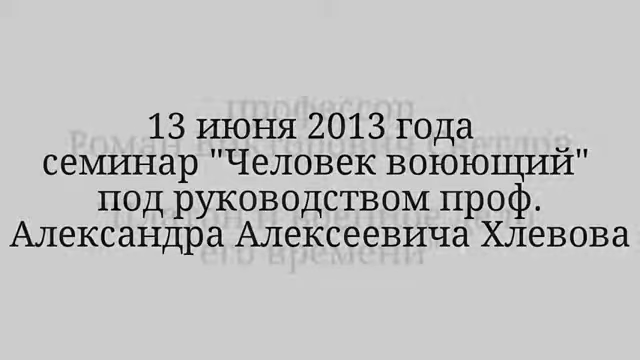 13 июня 2013 года
семинар "Человек воюющий"
под руководством проф.
Александра Алексеевича Хлевова